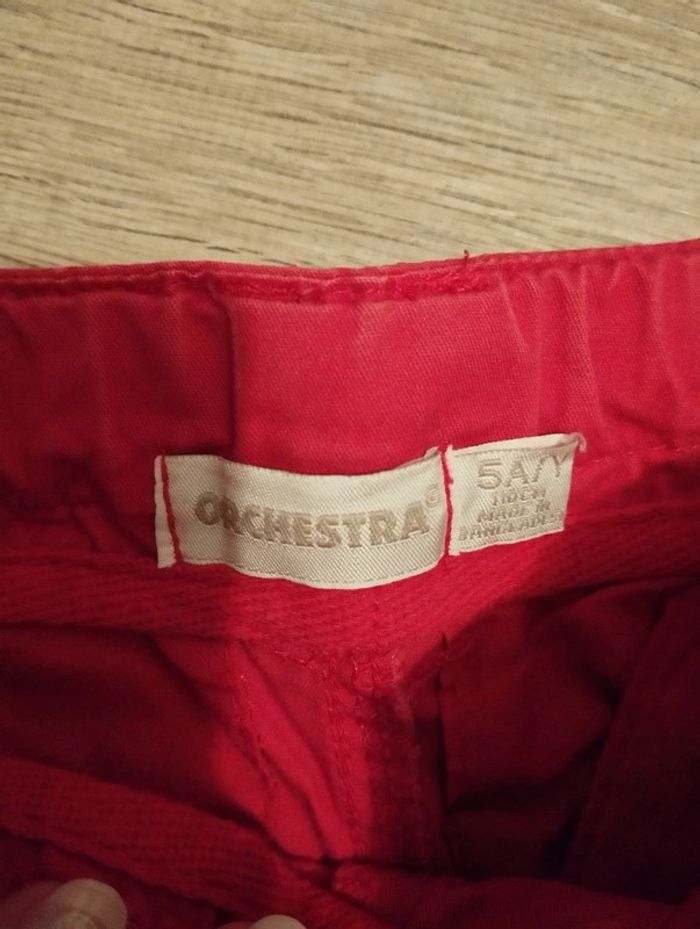 ORCHESTRA®
5A/Y
110CM
MADE IN
BANGLADESH